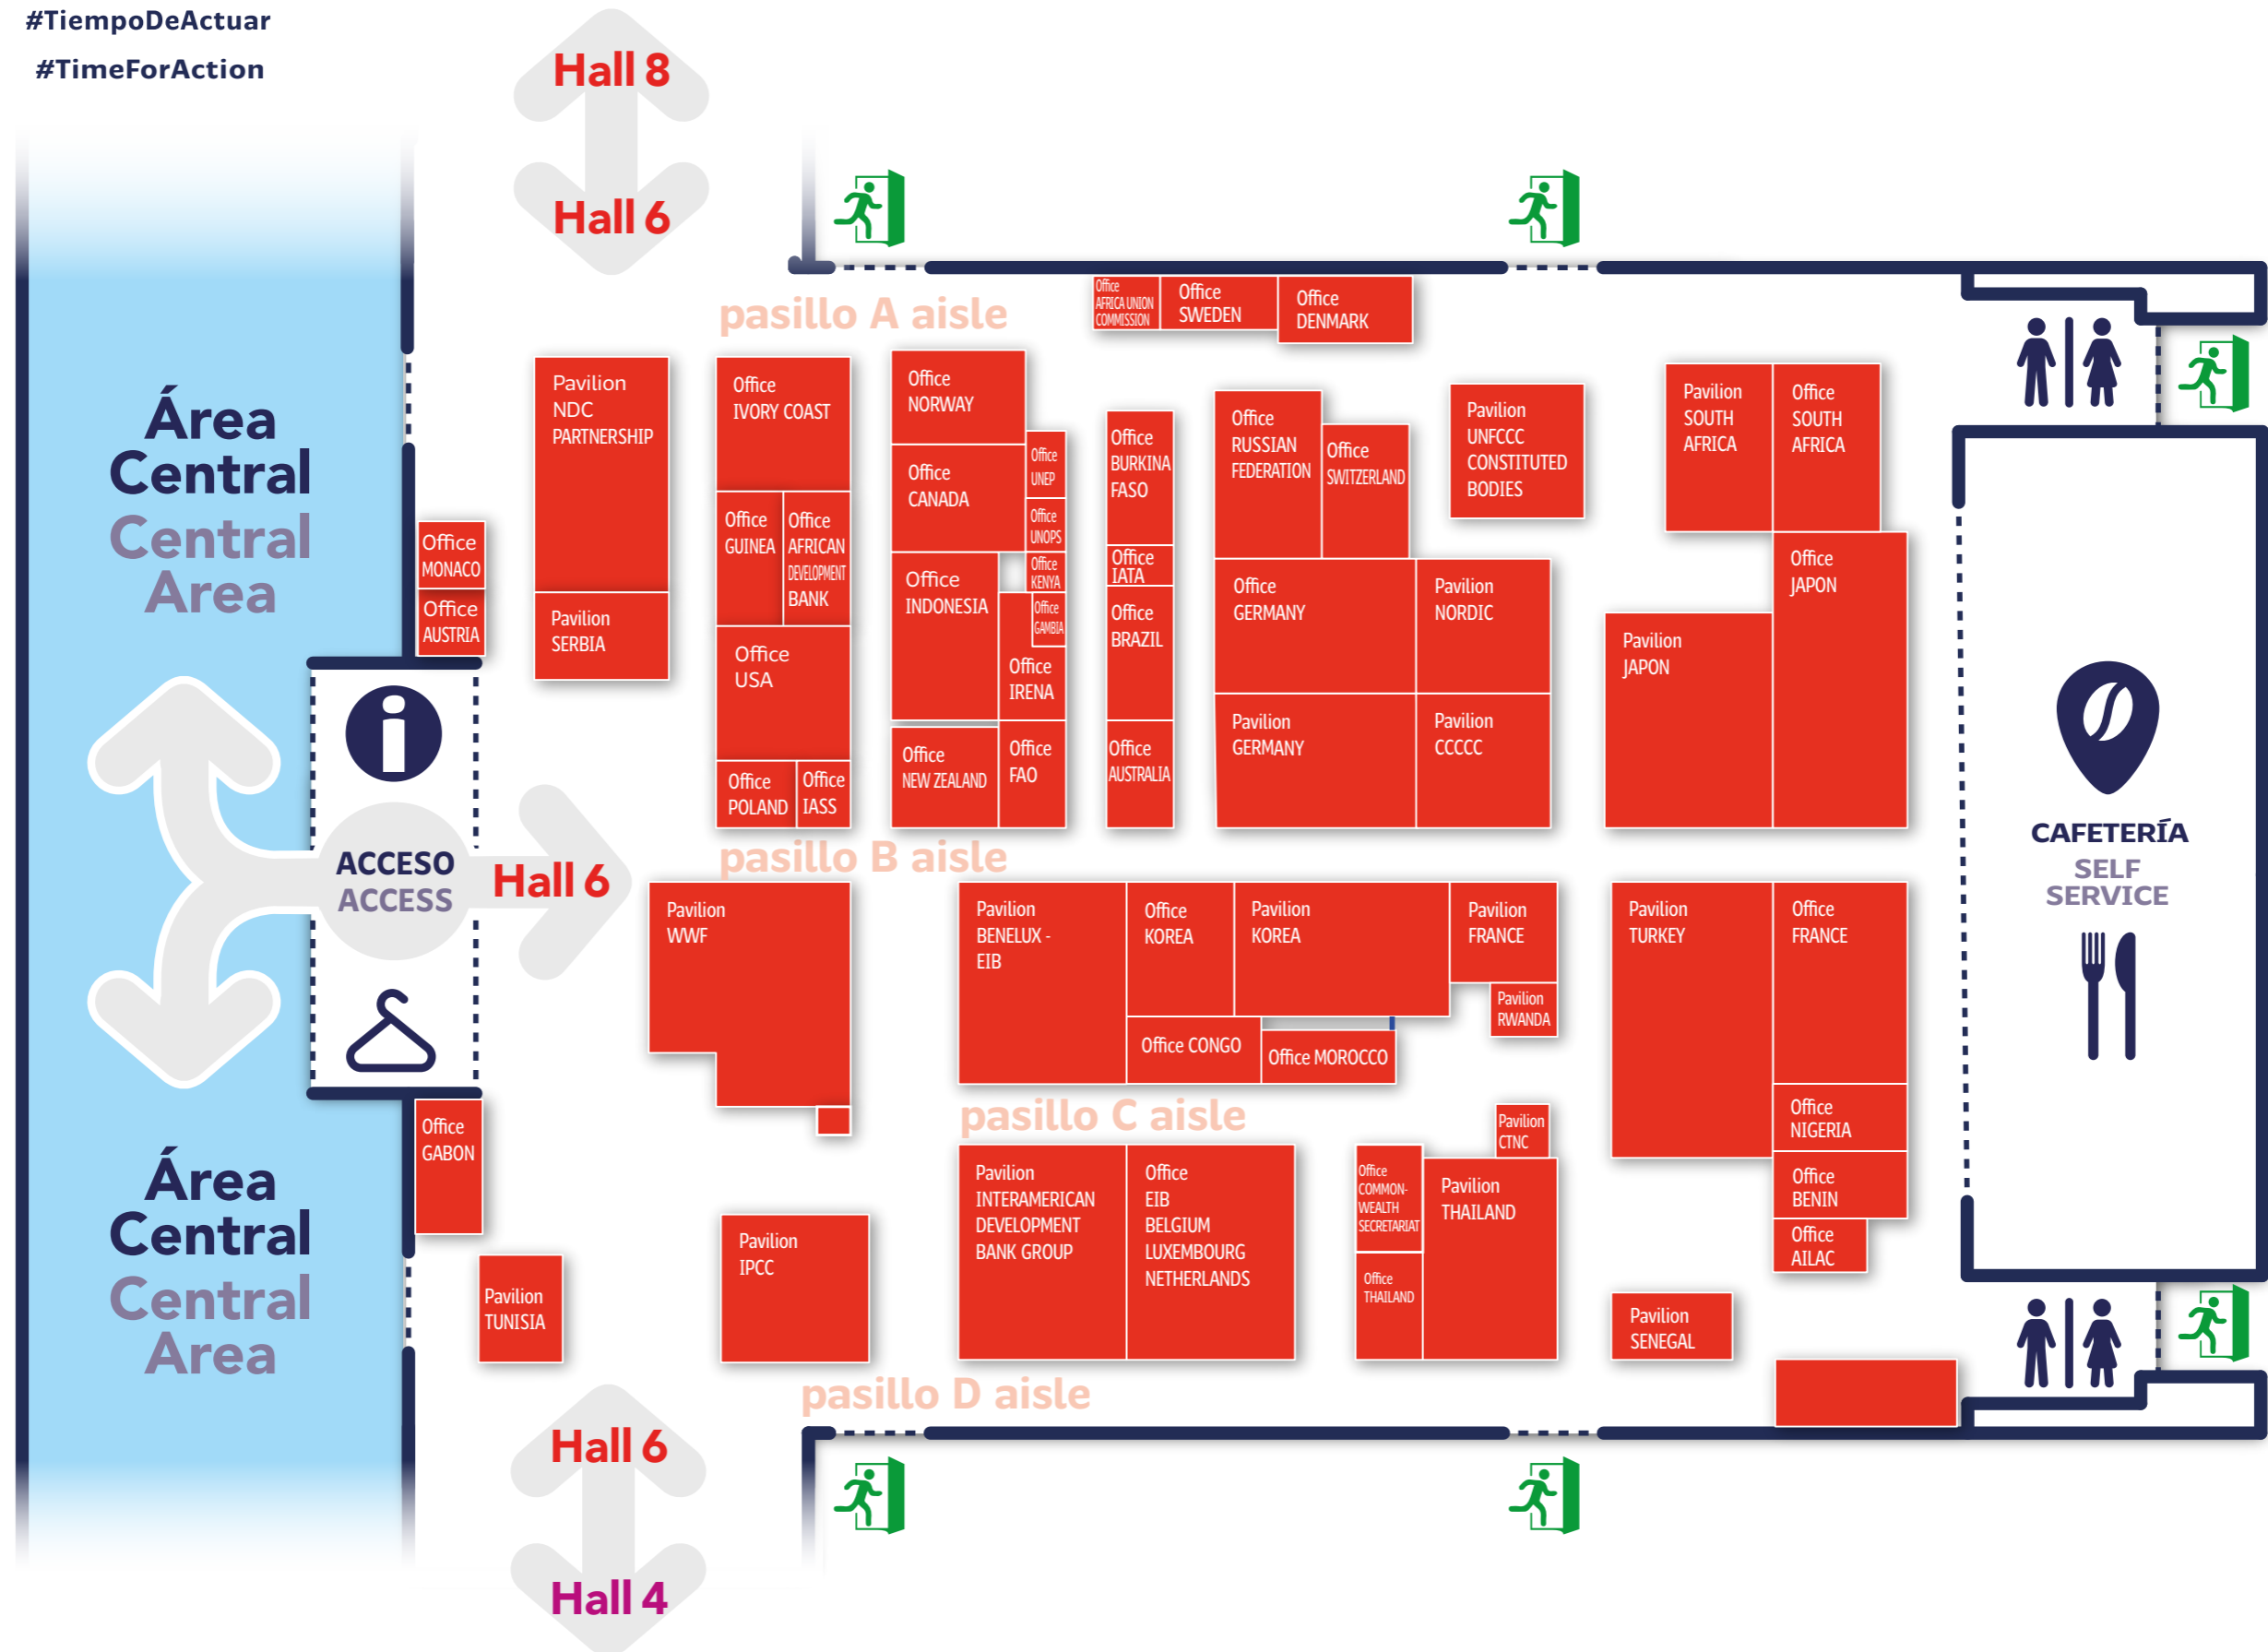 #TiempoDeActuar
#TimeForAction
Hall 8
Hall 6
pasillo A aisle
Office
AFRICA UNION
COMMISSION
Office
SWEDEN
Office
DENMARK
Área
Central
Central
Area
Office
MONACO
Office
AUSTRIA
Pavilion
NDC
PARTNERSHIP
Pavilion
SERBIA
Office
IVORY COAST
Office
GUINEA
Office
AFRICAN
DEVELOPMENT
BANK
Office
USA
Office
POLAND
Office
IASS
Office
NORWAY
Office
CANADA
Office
UNEP
Office
UNOPS
Office
KENYA
Office
GAMBIA
Office
INDONESIA
Office
IRENA
Office
NEW ZEALAND
Office
FAO
Office
BURKINA
FASO
Office
IATA
Office
BRAZIL
Office
AUSTRALIA
Office
RUSSIAN
FEDERATION
Office
SWITZERLAND
Office
GERMANY
Pavilion
NORDIC
Pavilion
GERMANY
Pavilion
CCCCC
Pavilion
UNFCCC
CONSTITUTED
BODIES
Pavilion
SOUTH
AFRICA
Office
SOUTH
AFRICA
Office
JAPON
Pavilion
JAPON
CAFETERÍA
SELF
SERVICE
ACCESO
ACCESS
Hall 6
pasillo B aisle
Pavilion
WWF
Pavilion
BENELUX -
EIB
Office
KOREA
Pavilion
KOREA
Pavilion
FRANCE
Pavilion
RWANDA
Office CONGO
Office MOROCCO
Pavilion
TURKEY
Office
FRANCE
Office
NIGERIA
Office
BENIN
Office
AILAC
pasillo C aisle
Office
GABON
Área
Central
Central
Area
Pavilion
TUNISIA
Pavilion
IPCC
Pavilion
INTERAMERICAN
DEVELOPMENT
BANK GROUP
Office
EIB
BELGIUM
LUXEMBOURG
NETHERLANDS
Office
COMMON-
WEALTH
SECRETARIAT
Office
THAILAND
Pavilion
CTNC
Pavilion
THAILAND
Pavilion
SENEGAL
pasillo D aisle
Hall 6
Hall 4